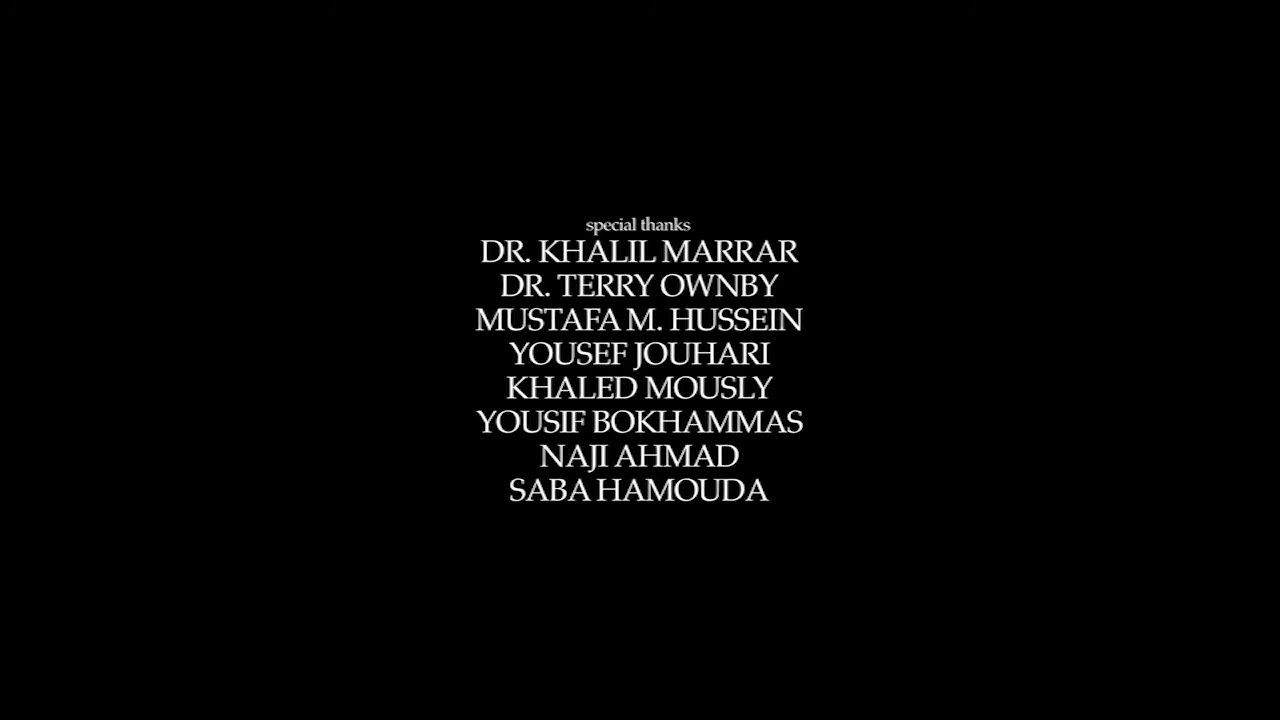 special thanks
DR. KHALIL MARRAR
DR. TERRY OWNBY
MUSTAFA M. HUSSEIN
YOUSEF JOUHARI
KHALED MOUSLY
YOUSIF BOKHAMMAS
NAJI AHMAD
SABA HAMOUDA